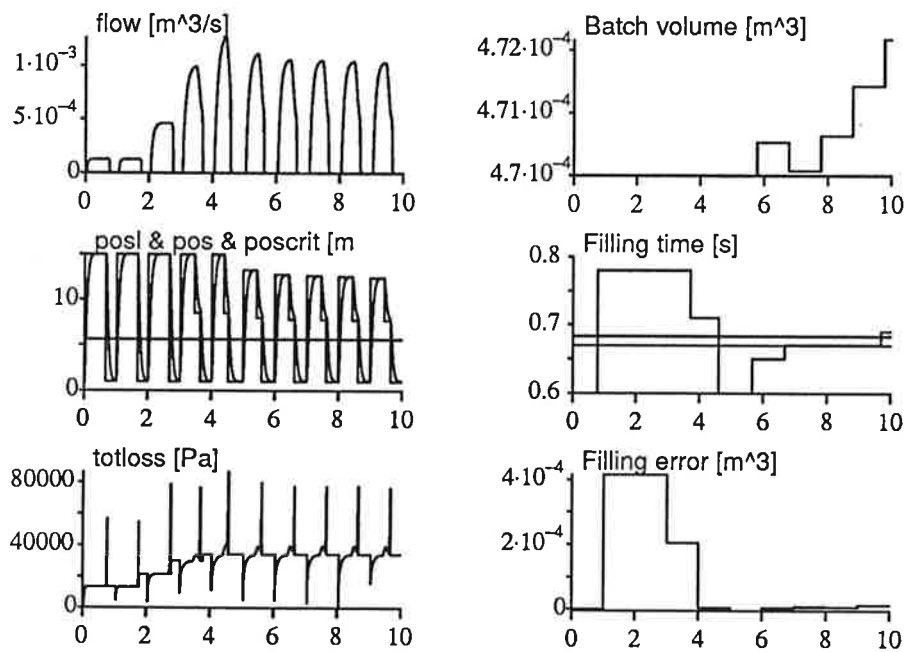 flow [m^3/s]
1·10⁻³
5·10⁻⁴
0
0 2 4 6 8 10
Batch volume [m^3]
4.72·10⁻⁴
4.71·10⁻⁴
4.7·10⁻⁴
0 2 4 6 8 10
posl & pos & poscrit [m
10
0
0 2 4 6 8 10
Filling time [s]
0.8
0.7
0.6
0 2 4 6 8 10
totloss [Pa]
80000
40000
0
0 2 4 6 8 10
Filling error [m^3]
4·10⁻⁴
2·10⁻⁴
0
0 2 4 6 8 10